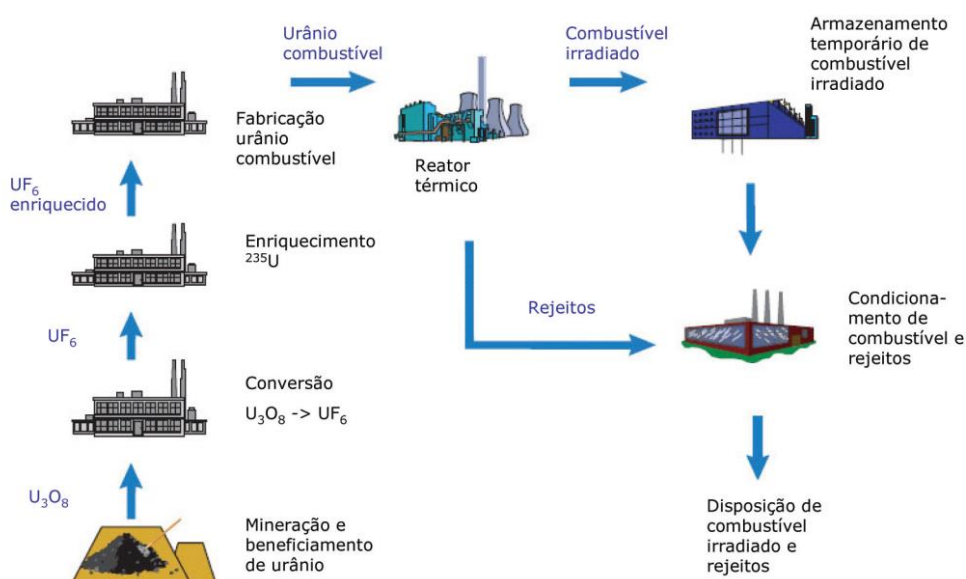 Urânio
combustível
Combustível
irradiado
Armazenamento
temporário de
combustível
irradiado
Fabricação
urânio
combustível
Reator
térmico
UF₆
enriquecido
Enriquecimento
²³⁵U
Rejeitos
Condiciona-
mento de
combustível e
rejeitos
UF₆
Conversão
U₃O₈ -> UF₆
U₃O₈
Mineração e
beneficiamento
de urânio
Disposição de
combustível
irradiado e
rejeitos